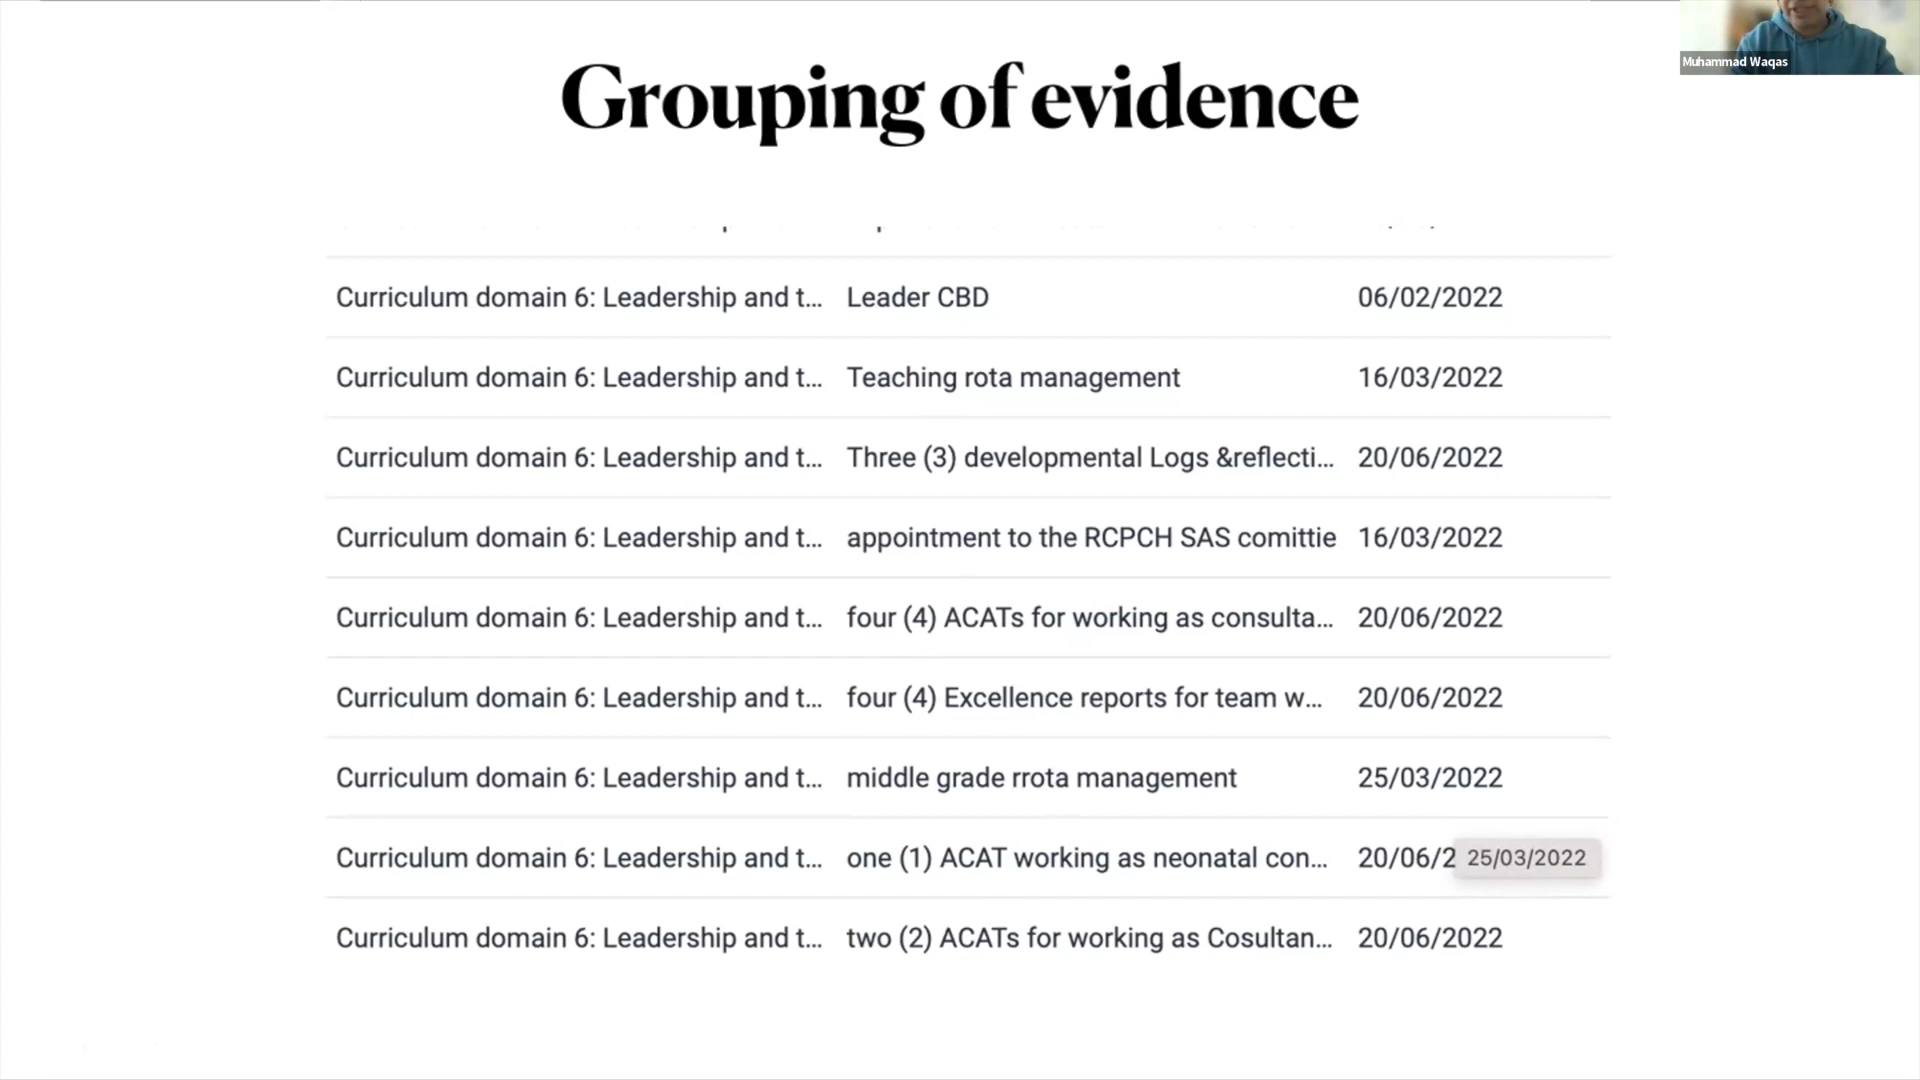 Muhammad Waqas
Grouping of evidence
Curriculum domain 6: Leadership and t... Leader CBD 06/02/2022
Curriculum domain 6: Leadership and t... Teaching rota management 16/03/2022
Curriculum domain 6: Leadership and t... Three (3) developmental Logs &reflecti... 20/06/2022
Curriculum domain 6: Leadership and t... appointment to the RCPCH SAS comittie 16/03/2022
Curriculum domain 6: Leadership and t... four (4) ACATs for working as consulta... 20/06/2022
Curriculum domain 6: Leadership and t... four (4) Excellence reports for team w... 20/06/2022
Curriculum domain 6: Leadership and t... middle grade rrota management 25/03/2022
Curriculum domain 6: Leadership and t... one (1) ACAT working as neonatal con... 20/06/2 25/03/2022
Curriculum domain 6: Leadership and t... two (2) ACATs for working as Cosultan... 20/06/2022